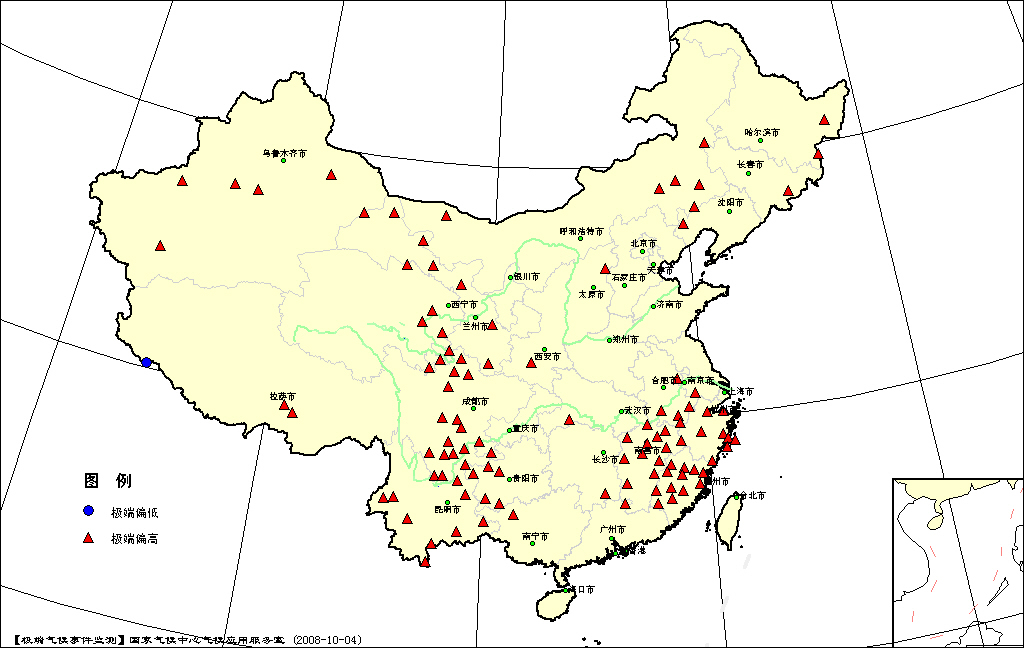 哈尔滨市
乌鲁木齐市
长春市
沈阳市
呼和浩特市
北京市
天津市
银川市
石家庄市
太原市
西宁市
济南市
兰州市
郑州市
西安市
合肥市
南京市
上海市
拉萨市
成都市
武汉市
重庆市
南昌市
长沙市
贵阳市
图 例
州市
台北市
极端偏低
昆明市
广州市
极端偏高
南宁市
港
口市
【极端气候事件监测】国家气候中心气候应用服务室 (2008-10-04)